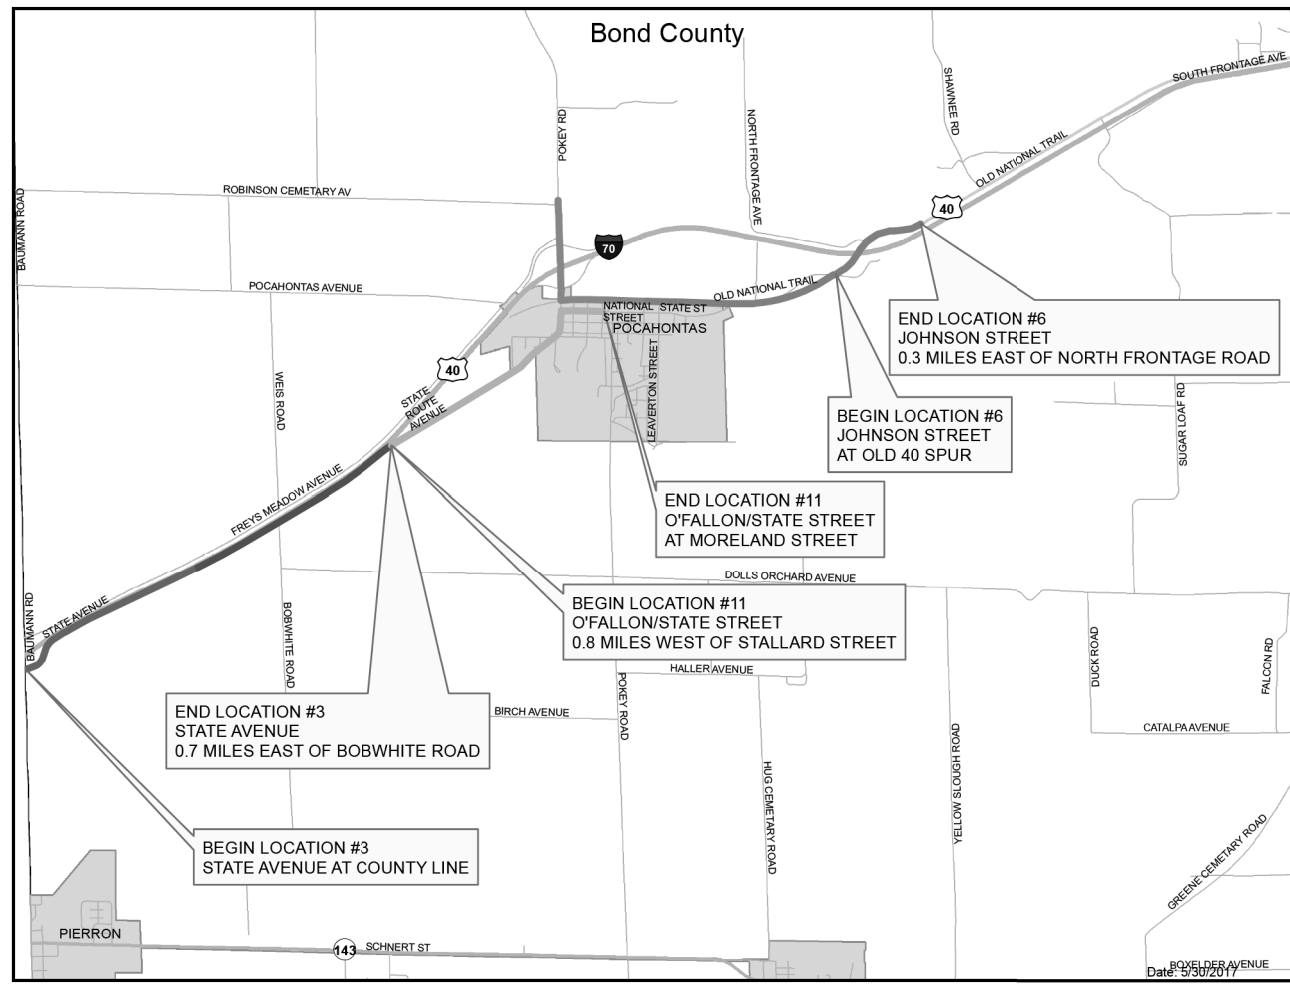 Bond County
SOUTH FRONTAGE AVE
SHAWNEE RD
POKEY RD
NORTH FRONTAGE AVE
OLD NATIONAL TRAIL
ROBINSON CEMETARY AV
BAUMANN ROAD
40
70
POCAHONTAS AVENUE
OLD NATIONAL TRAIL
NATIONAL STATE ST
STREET
POCAHONTAS
END LOCATION #6
JOHNSON STREET
0.3 MILES EAST OF NORTH FRONTAGE ROAD
40
STATE
ROUTE
AVENUE
WEIS ROAD
LEAVERTON STREET
SUGAR LOAF RD
BEGIN LOCATION #6
JOHNSON STREET
AT OLD 40 SPUR
FREYS MEADOW AVENUE
END LOCATION #11
O'FALLON/STATE STREET
AT MORELAND STREET
DOLLS ORCHARD AVENUE
BAUMANN RD
STATE AVENUE
BOBWHITE ROAD
BEGIN LOCATION #11
O'FALLON/STATE STREET
0.8 MILES WEST OF STALLARD STREET
DUCK ROAD
FALCON RD
HALLER AVENUE
POKEY ROAD
END LOCATION #3
STATE AVENUE
0.7 MILES EAST OF BOBWHITE ROAD
BIRCH AVENUE
CATALPA AVENUE
YELLOW SLOUGH ROAD
HUG CEMETARY ROAD
BEGIN LOCATION #3
STATE AVENUE AT COUNTY LINE
GREENE CEMETARY ROAD
PIERRON
143
SCHNERT ST
BOXELDER AVENUE
Date: 5/30/2017